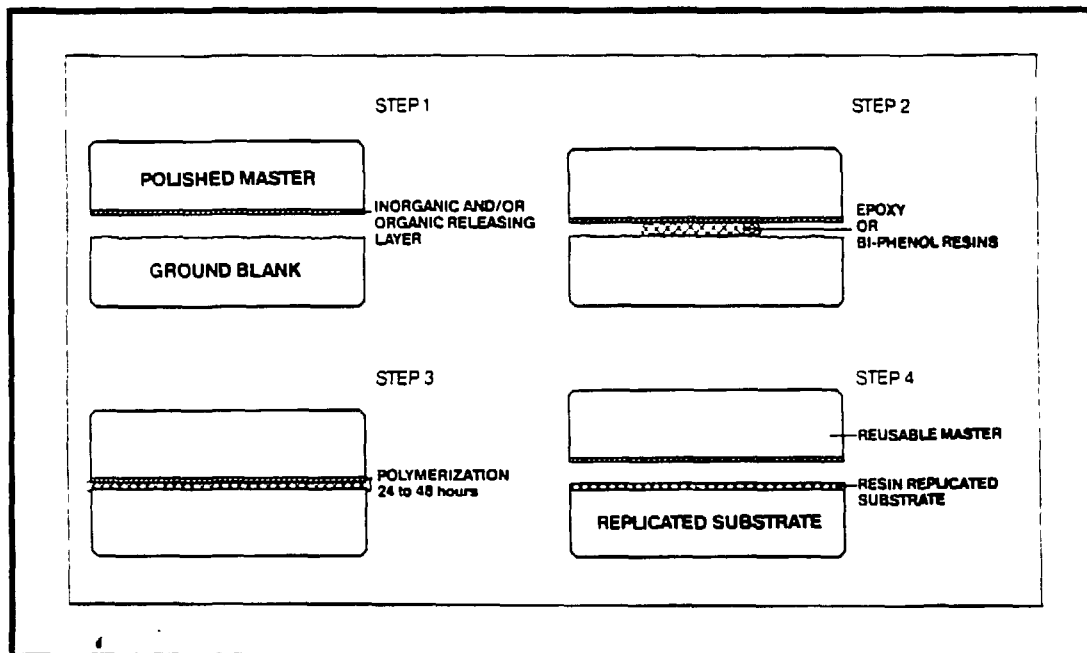 STEP 1
POLISHED MASTER
INORGANIC AND/OR
ORGANIC RELEASING
LAYER
GROUND BLANK
STEP 2
EPOXY
OR
BI-PHENOL RESINS
STEP 3
POLYMERIZATION
24 to 48 hours
STEP 4
REUSABLE MASTER
RESIN REPLICATED
SUBSTRATE
REPLICATED SUBSTRATE